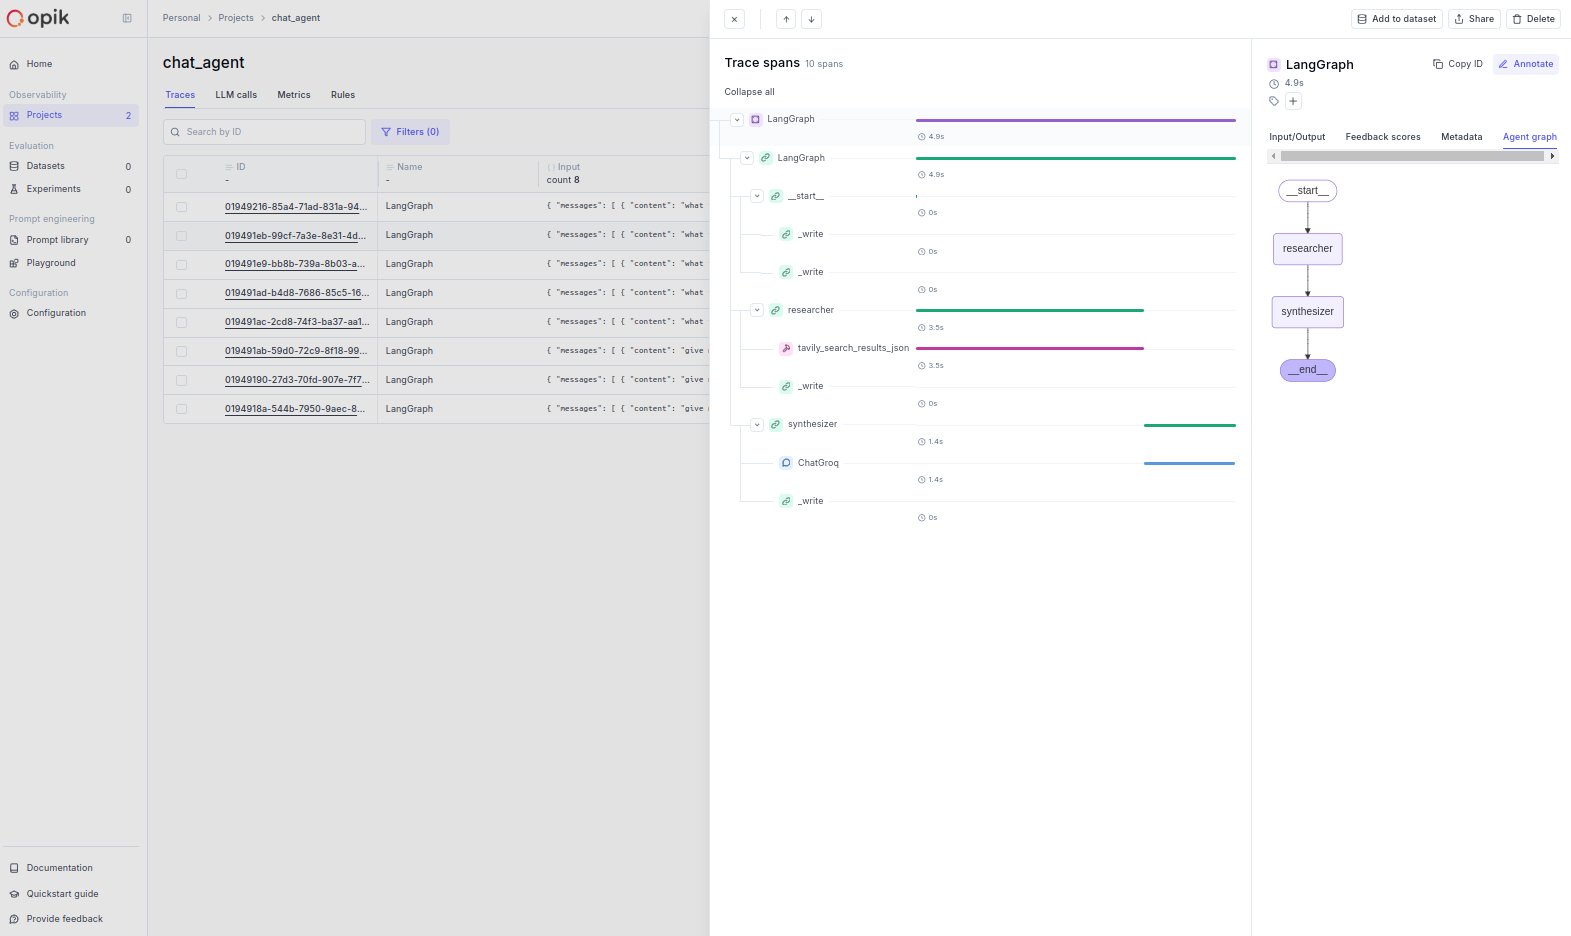 opik
Personal > Projects > chat_agent
Home
Observability
Projects 2
Evaluation
Datasets 0
Experiments 0
Prompt engineering
Prompt library 0
Playground
Configuration
Configuration
Documentation
Quickstart guide
Provide feedback
chat_agent
Traces LLM calls Metrics Rules
Search by ID Filters (0)
ID Name Input
- - count 8
01949216-85a4-71ad-831a-94... LangGraph { "messages": [ { "content": "what
019491eb-99cf-7a3e-8e31-4d... LangGraph { "messages": [ { "content": "what
019491e9-bb8b-739a-8b03-a... LangGraph { "messages": [ { "content": "what
019491ad-b4d8-7686-85c5-16... LangGraph { "messages": [ { "content": "what
019491ac-2cd8-74f3-ba37-aa1... LangGraph { "messages": [ { "content": "what
019491ab-59d0-72c9-8f18-99... LangGraph { "messages": [ { "content": "give
01949190-27d3-70fd-907e-7f7... LangGraph { "messages": [ { "content": "give
0194918a-544b-7950-9aec-8... LangGraph { "messages": [ { "content": "give
Add to dataset Share Delete
Trace spans 10 spans
Collapse all
LangGraph
4.9s
LangGraph
4.9s
__start__
0s
_write
0s
_write
0s
researcher
3.5s
tavily_search_results_json
3.5s
_write
0s
synthesizer
1.4s
ChatGroq
1.4s
_write
0s
LangGraph Copy ID Annotate
4.9s
Input/Output Feedback scores Metadata Agent graph
__start__
researcher
synthesizer
__end__